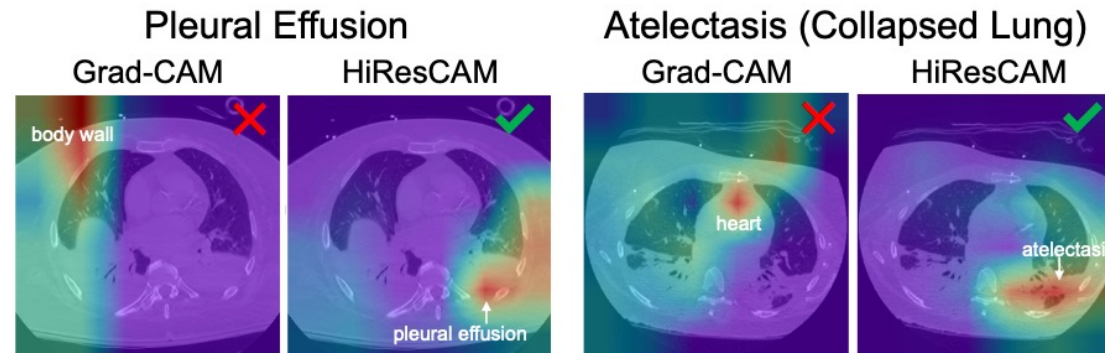 Pleural Effusion
Grad-CAM
HiResCAM
body wall
pleural effusion
Atelectasis (Collapsed Lung)
Grad-CAM
HiResCAM
heart
atelectasi